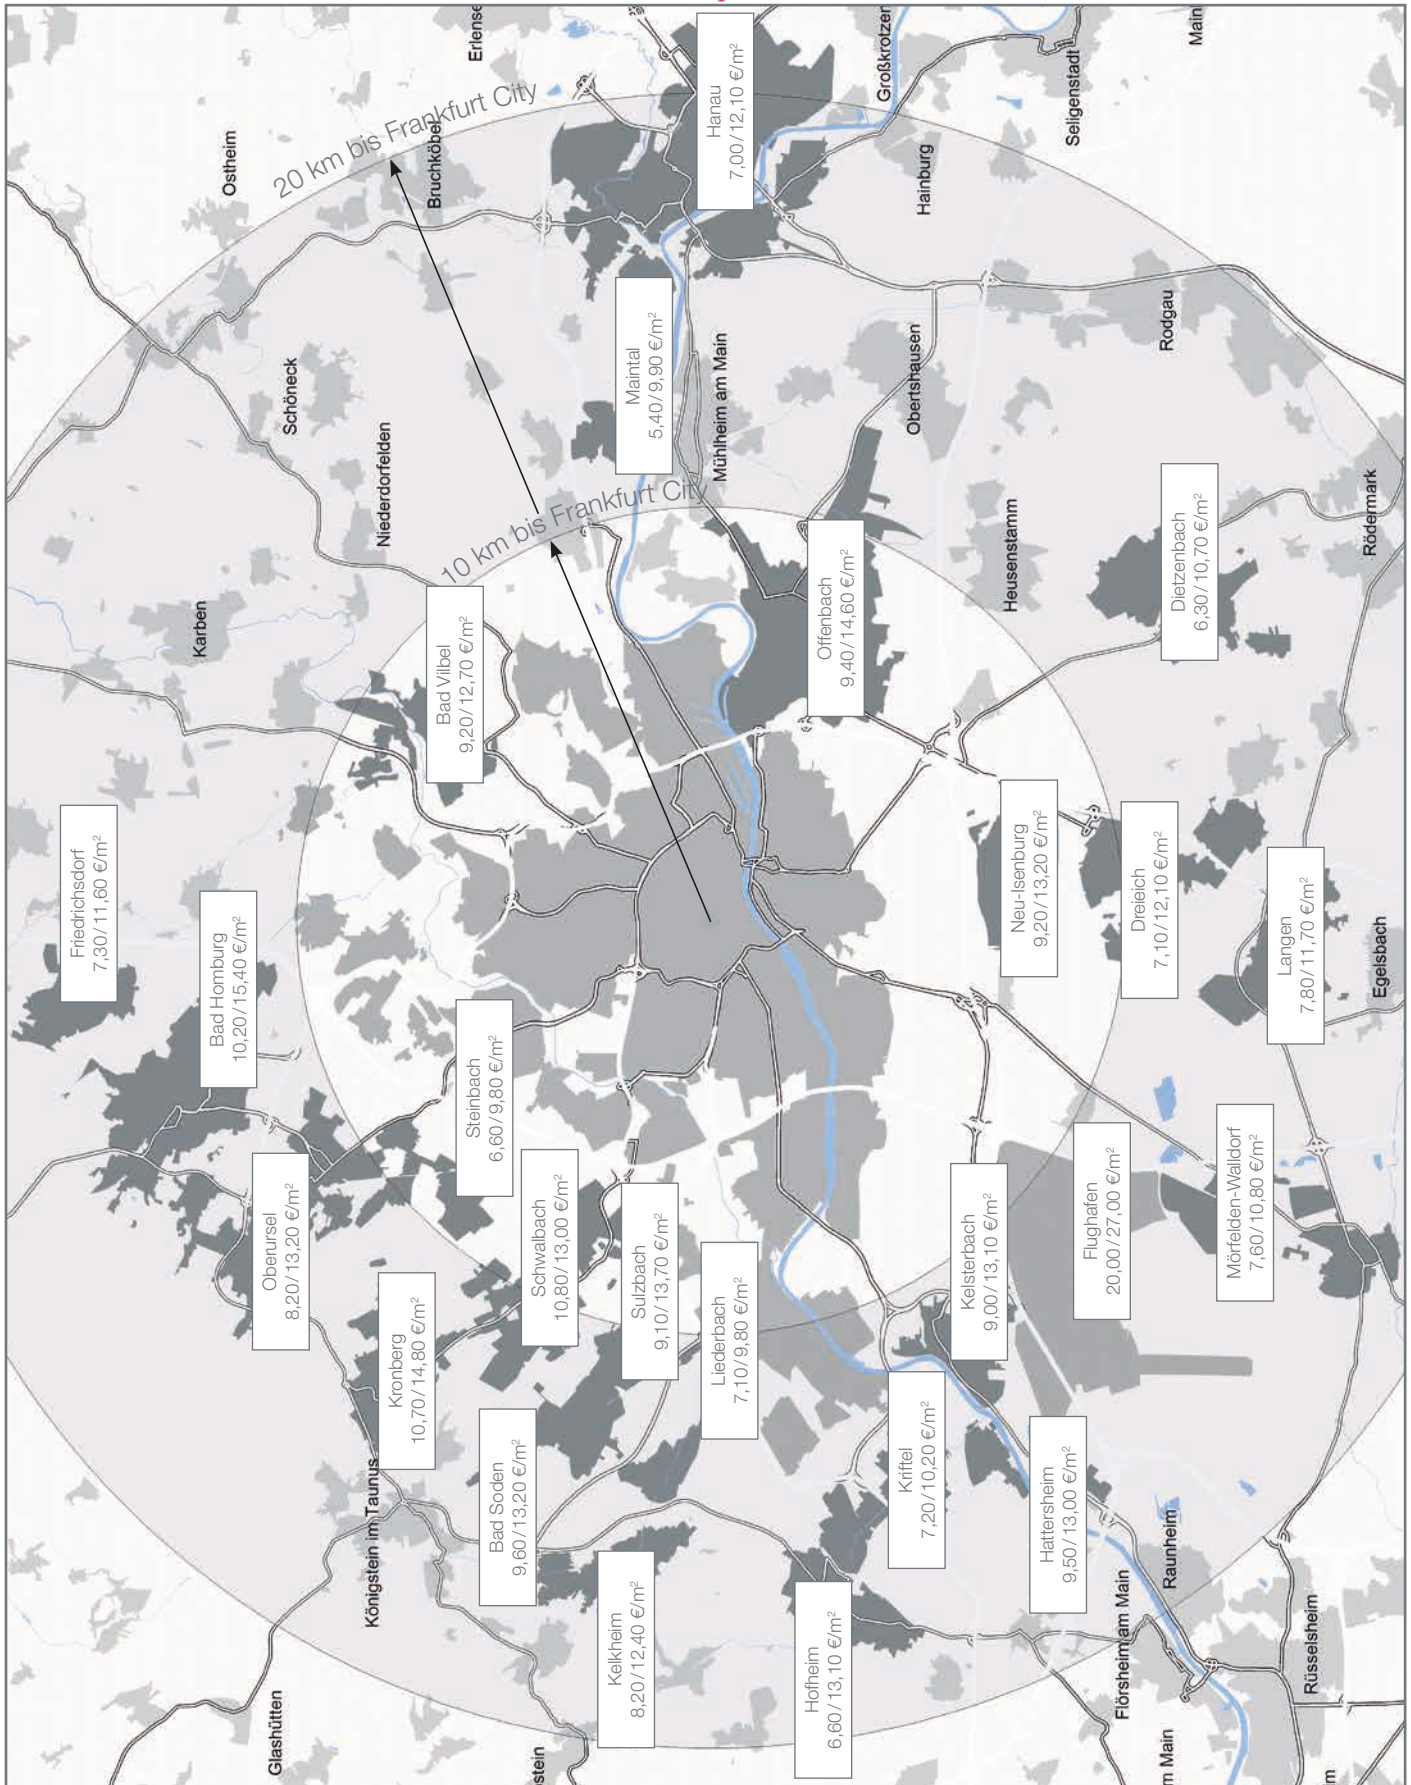 Friedrichsdorf
7,30/11,60 €/m²
Karben
Ostheim
Bad Homburg
10,20/15,40 €/m²
Glashütten
Oberursel
8,20/13,20 €/m²
Schöneck
20 km bis Frankfurt City
Königstein im Taunus
Niederdorfelden
Kronberg
10,70/14,80 €/m²
Bruchköbel
Bad Vilbel
9,20/12,70 €/m²
Steinbach
6,60/9,80 €/m²
Erlense
Bad Soden
9,60/13,20 €/m²
10 km bis Frankfurt City
stein
Schwalbach
10,80/13,00 €/m²
Kelkheim
8,20/12,40 €/m²
Sulzbach
9,10/13,70 €/m²
Maintal
5,40/9,90 €/m²
Liederbach
7,10/9,80 €/m²
Mühlheim am Main
Hanau
7,00/12,10 €/m²
Hofheim
6,60/13,10 €/m²
Offenbach
9,40/14,60 €/m²
Großkrotzen
Kriftel
7,20/10,20 €/m²
Obertshausen
Hainburg
Kelsterbach
9,00/13,10 €/m²
Heusenstamm
Neu-Isenburg
9,20/13,20 €/m²
Hattersheim
9,50/13,00 €/m²
Seligenstadt
Flughafen
20,00/27,00 €/m²
Flörsheim am Main
Dreieich
7,10/12,10 €/m²
m Main
Raunheim
Rodgau
Dietzenbach
6,30/10,70 €/m²
Main
Mörfelden-Walldorf
7,60/10,80 €/m²
Langen
7,80/11,70 €/m²
Rüsselsheim
m
Egelsbach
Rödermark